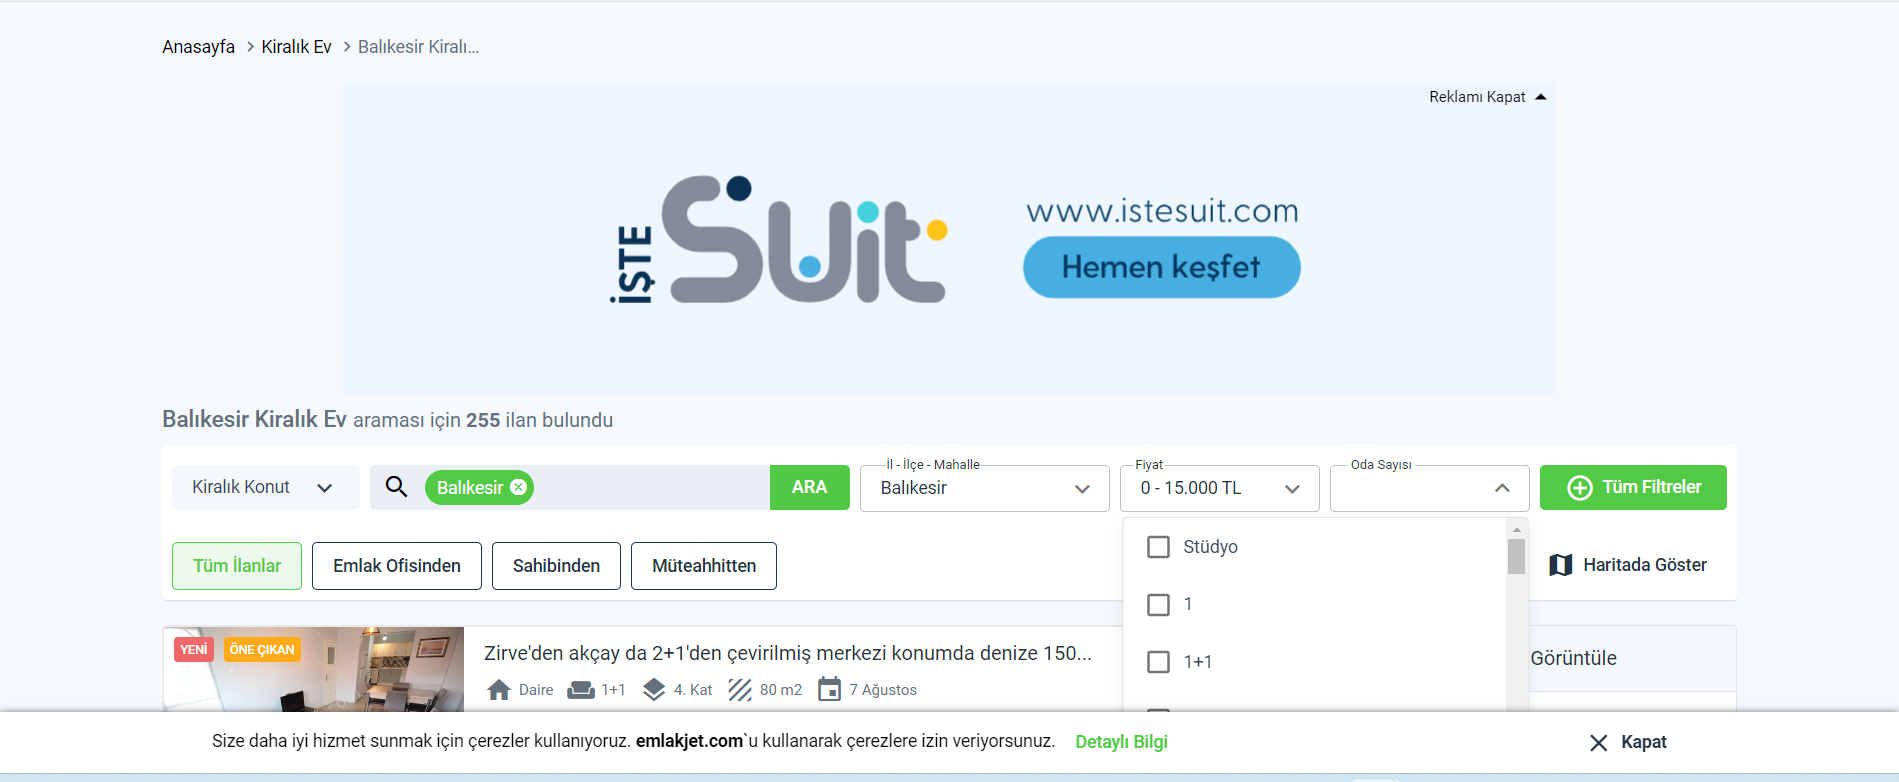 Anasayfa > Kiralık Ev > Balıkesir Kiralı...
Reklamı Kapat
İŞTE Suit
www.istesuit.com
Hemen keşfet
Balıkesir Kiralık Ev araması için 255 ilan bulundu
İl - İlçe - Mahalle
Fiyat
Oda Sayısı
Kiralık Konut
Balıkesir
ARA
Balıkesir
0 - 15.000 TL
Tüm Filtreler
Tüm İlanlar
Emlak Ofisinden
Sahibinden
Müteahhitten
Stüdyo
1
1+1
Haritada Göster
YENİ
ÖNE ÇIKAN
Zirve'den akçay da 2+1'den çevirilmiş merkezi konumda denize 150...
Daire 1+1 4. Kat 80 m2 7 Ağustos
Görüntüle
Size daha iyi hizmet sunmak için çerezler kullanıyoruz. emlakjet.com`u kullanarak çerezlere izin veriyorsunuz. Detaylı Bilgi
Kapat